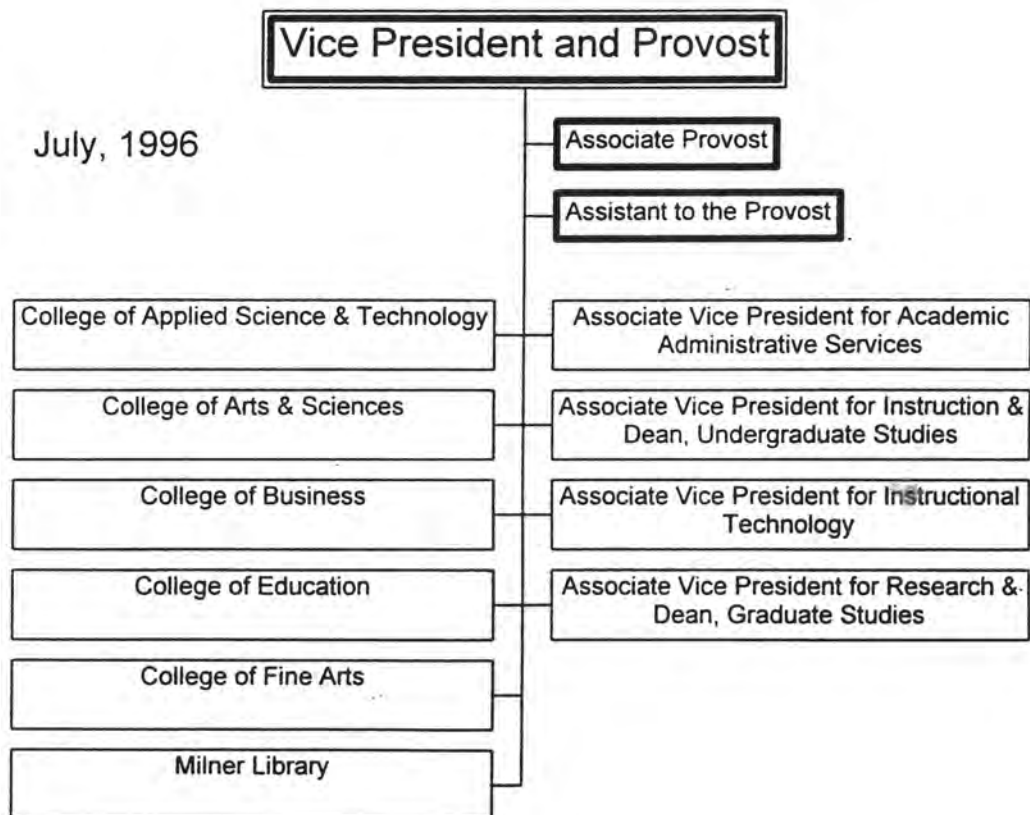 Vice President and Provost
July, 1996
Associate Provost
Assistant to the Provost
College of Applied Science & Technology
Associate Vice President for Academic
Administrative Services
College of Arts & Sciences
Associate Vice President for Instruction &
Dean, Undergraduate Studies
College of Business
Associate Vice President for Instructional
Technology
College of Education
Associate Vice President for Research &
Dean, Graduate Studies
College of Fine Arts
Milner Library